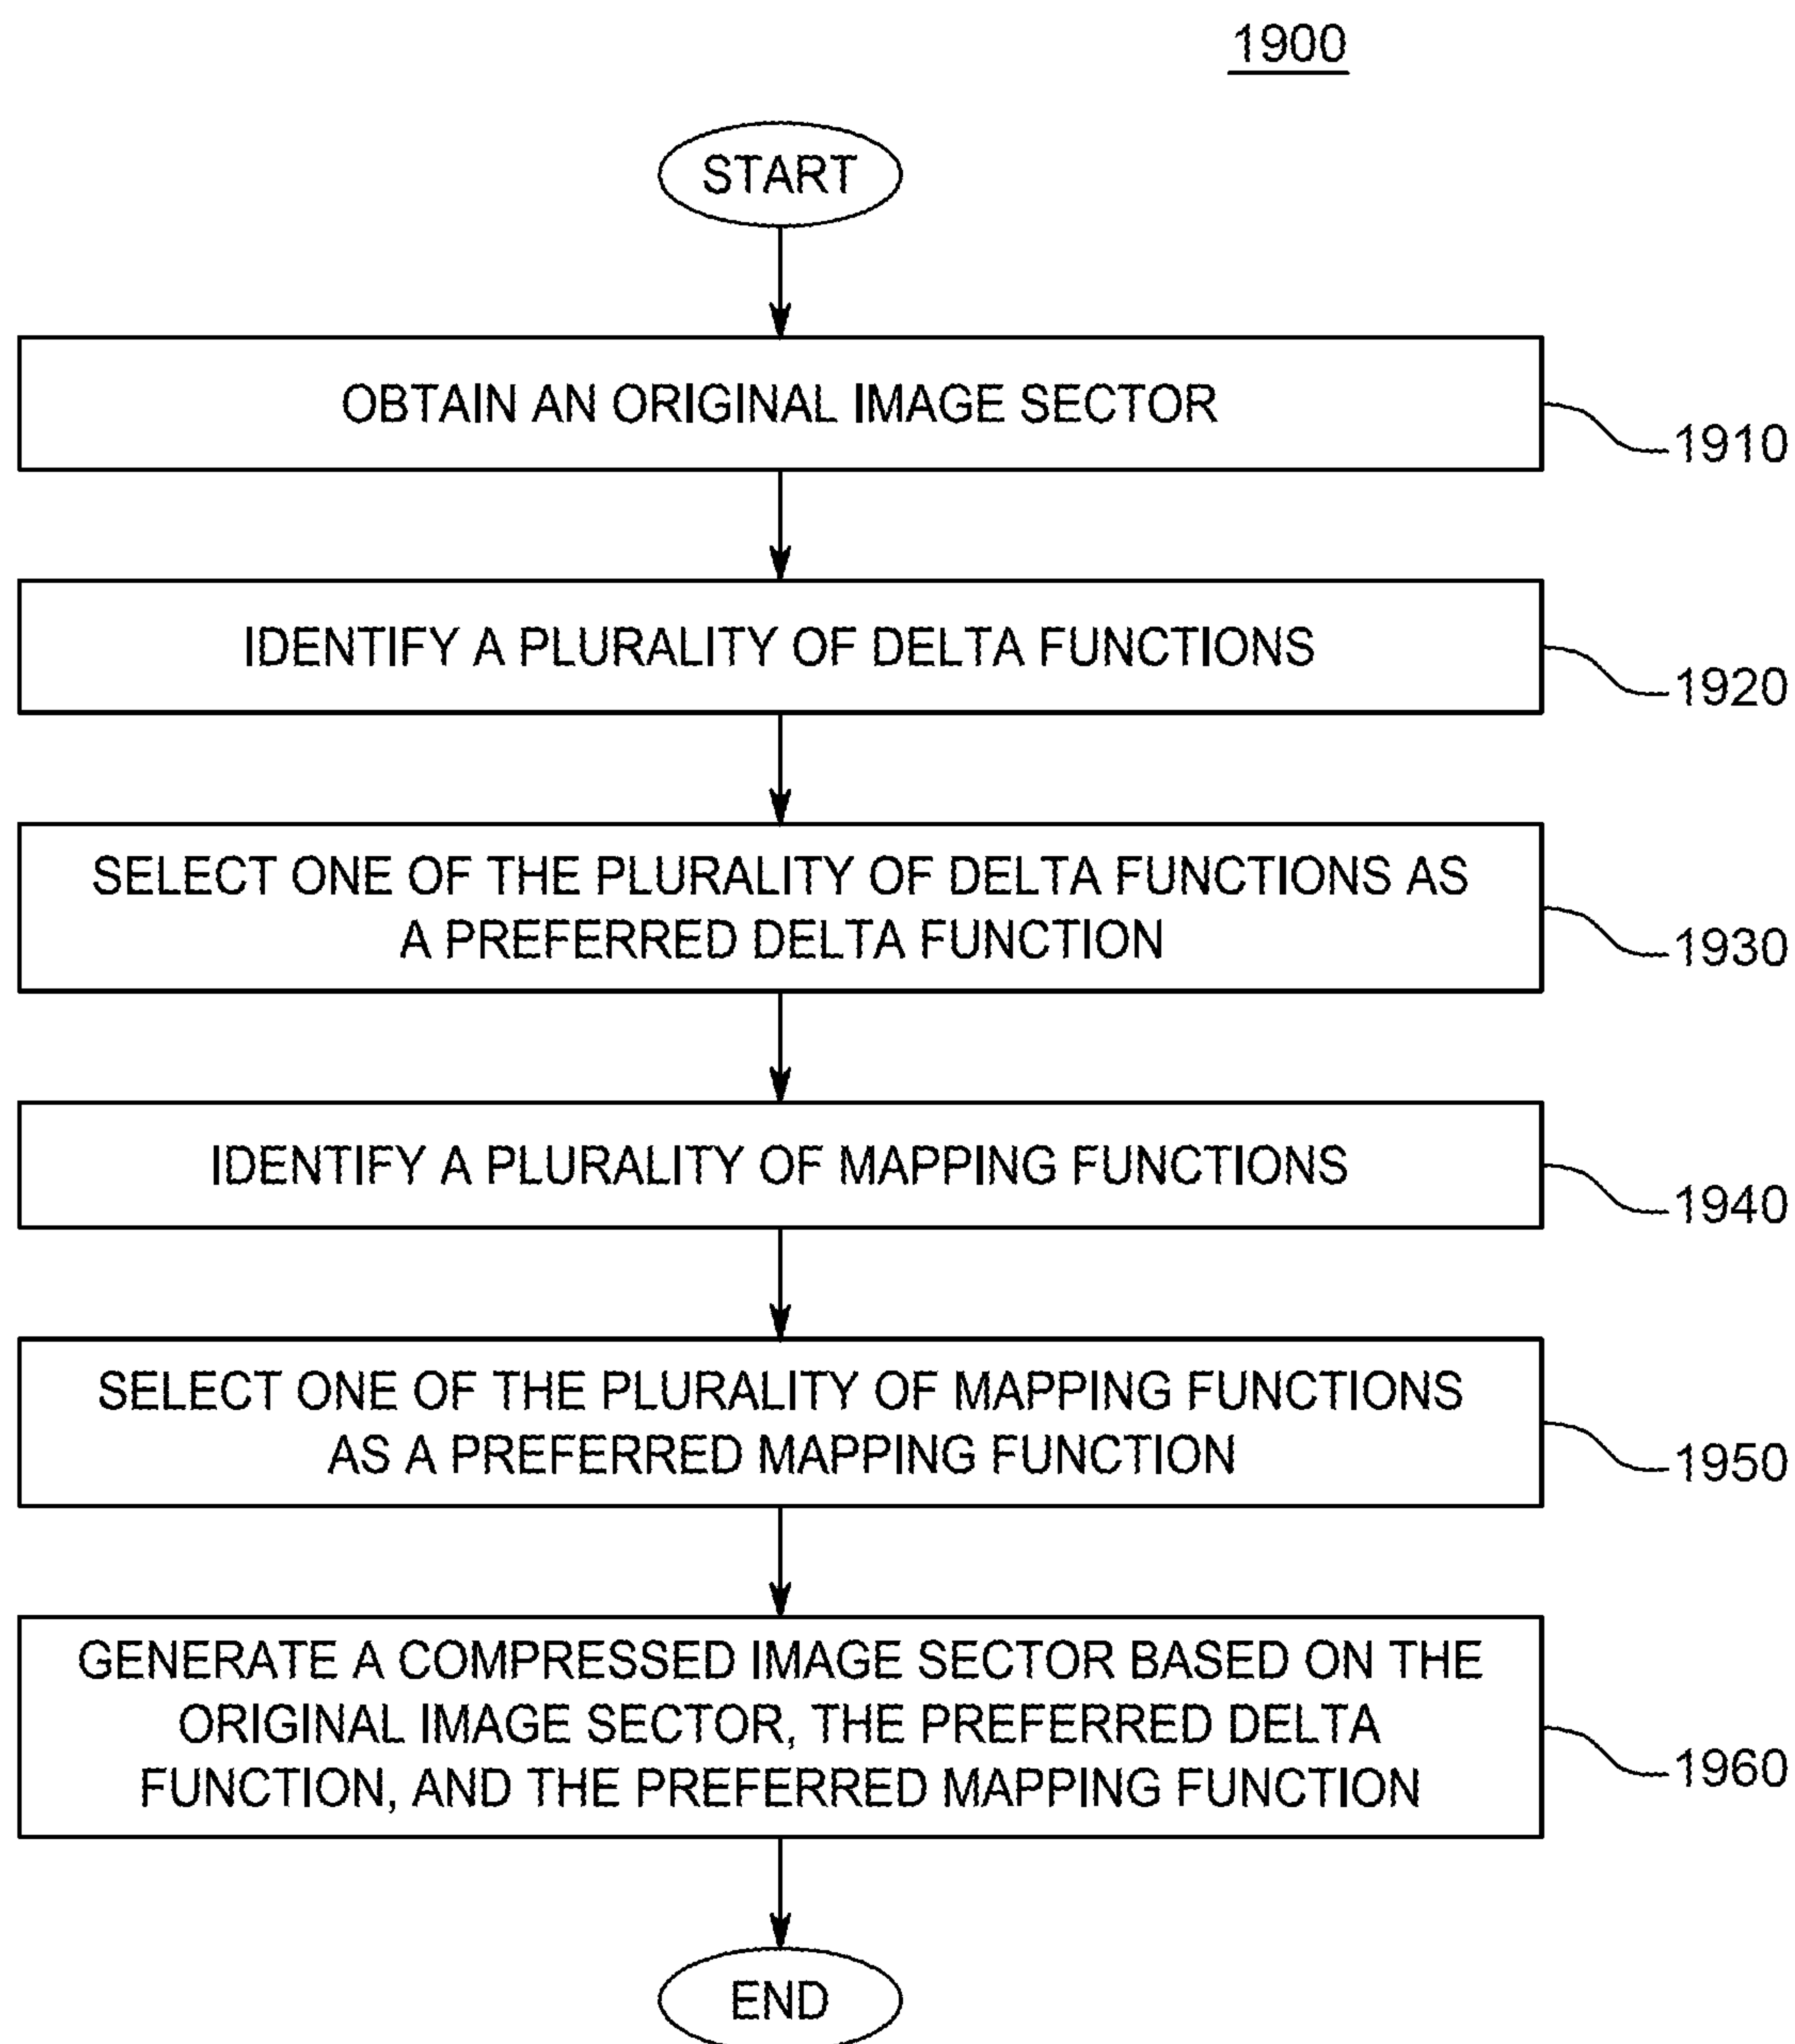 1900
START
OBTAIN AN ORIGINAL IMAGE SECTOR
1910
IDENTIFY A PLURALITY OF DELTA FUNCTIONS
1920
SELECT ONE OF THE PLURALITY OF DELTA FUNCTIONS AS
A PREFERRED DELTA FUNCTION
1930
IDENTIFY A PLURALITY OF MAPPING FUNCTIONS
1940
SELECT ONE OF THE PLURALITY OF MAPPING FUNCTIONS
AS A PREFERRED MAPPING FUNCTION
1950
GENERATE A COMPRESSED IMAGE SECTOR BASED ON THE
ORIGINAL IMAGE SECTOR, THE PREFERRED DELTA
FUNCTION, AND THE PREFERRED MAPPING FUNCTION
1960
END